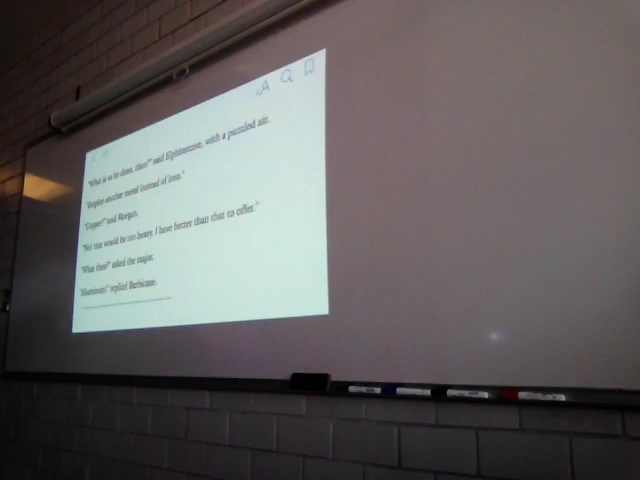 AA
"What is to be done, then?" said Elphinstone, with a puzzled air.
"Employ another metal instead of iron."
"Copper?" said Morgan.
"No! that would be too heavy. I have better than that to offer."
"What then?" asked the major.
"Aluminum!" replied Barbicane.